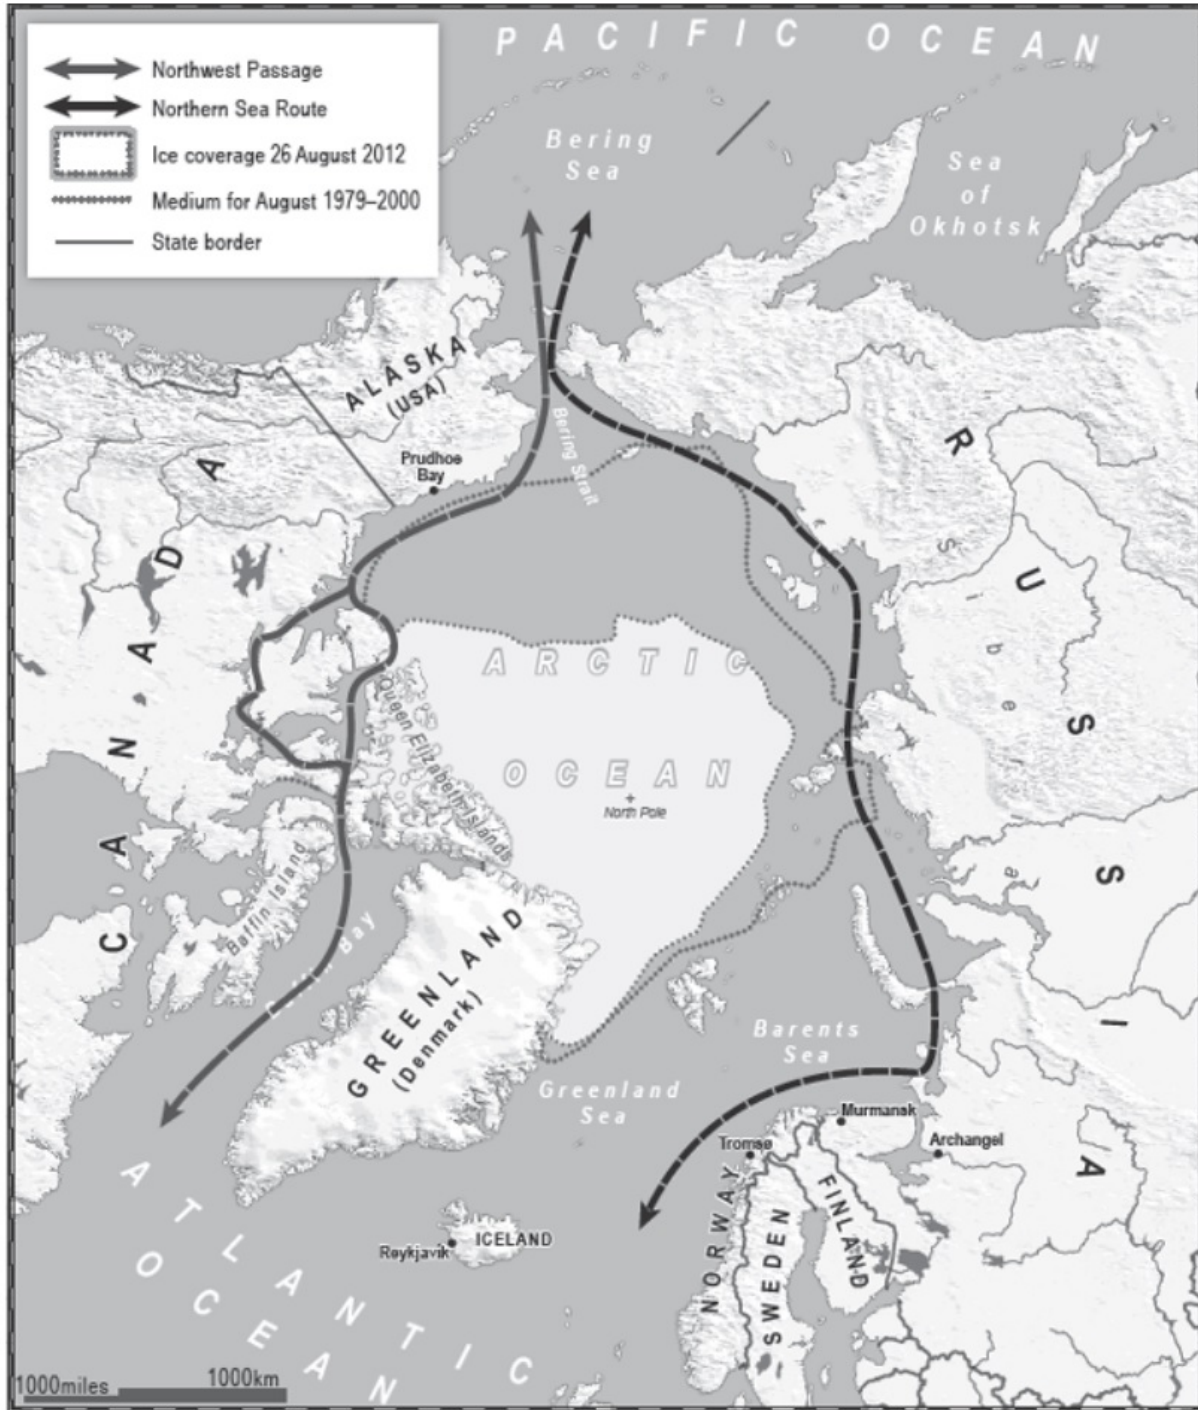 PACIFIC OCEAN
Northwest Passage
Northern Sea Route
Ice coverage 26 August 2012
Medium for August 1979–2000
State border
Bering
Sea
Sea
of
Okhotsk
ALASKA
(USA)
Bering Strait
Prudhoe
Bay
CANADA
RUSSIA
Siberia
ARCTIC
OCEAN
North Pole
Queen Elizabeth Islands
Baffin Island
Bay
GREENLAND
(Denmark)
Barents
Sea
Greenland
Sea
Murmansk
Tromsø
Archangel
NORWAY
SWEDEN
FINLAND
Reykjavik
ICELAND
ATLANTIC
OCEAN
1000miles
1000km